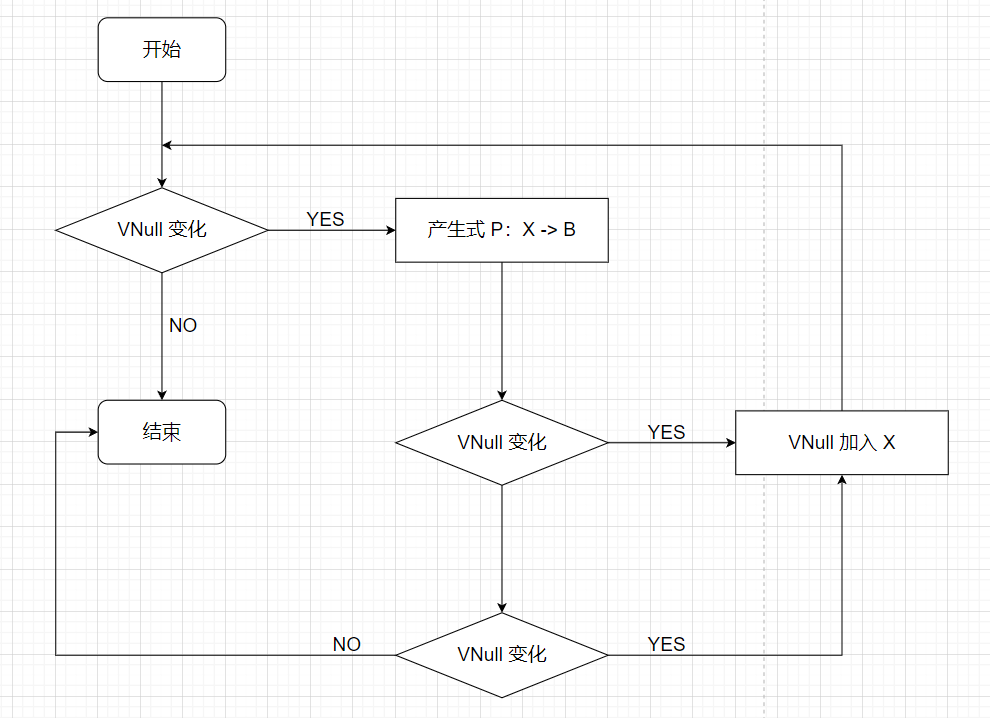 开始
VNull 变化
YES
产生式 P：X -> B
NO
结束
VNull 变化
YES
VNull 加入 X
NO
VNull 变化
YES